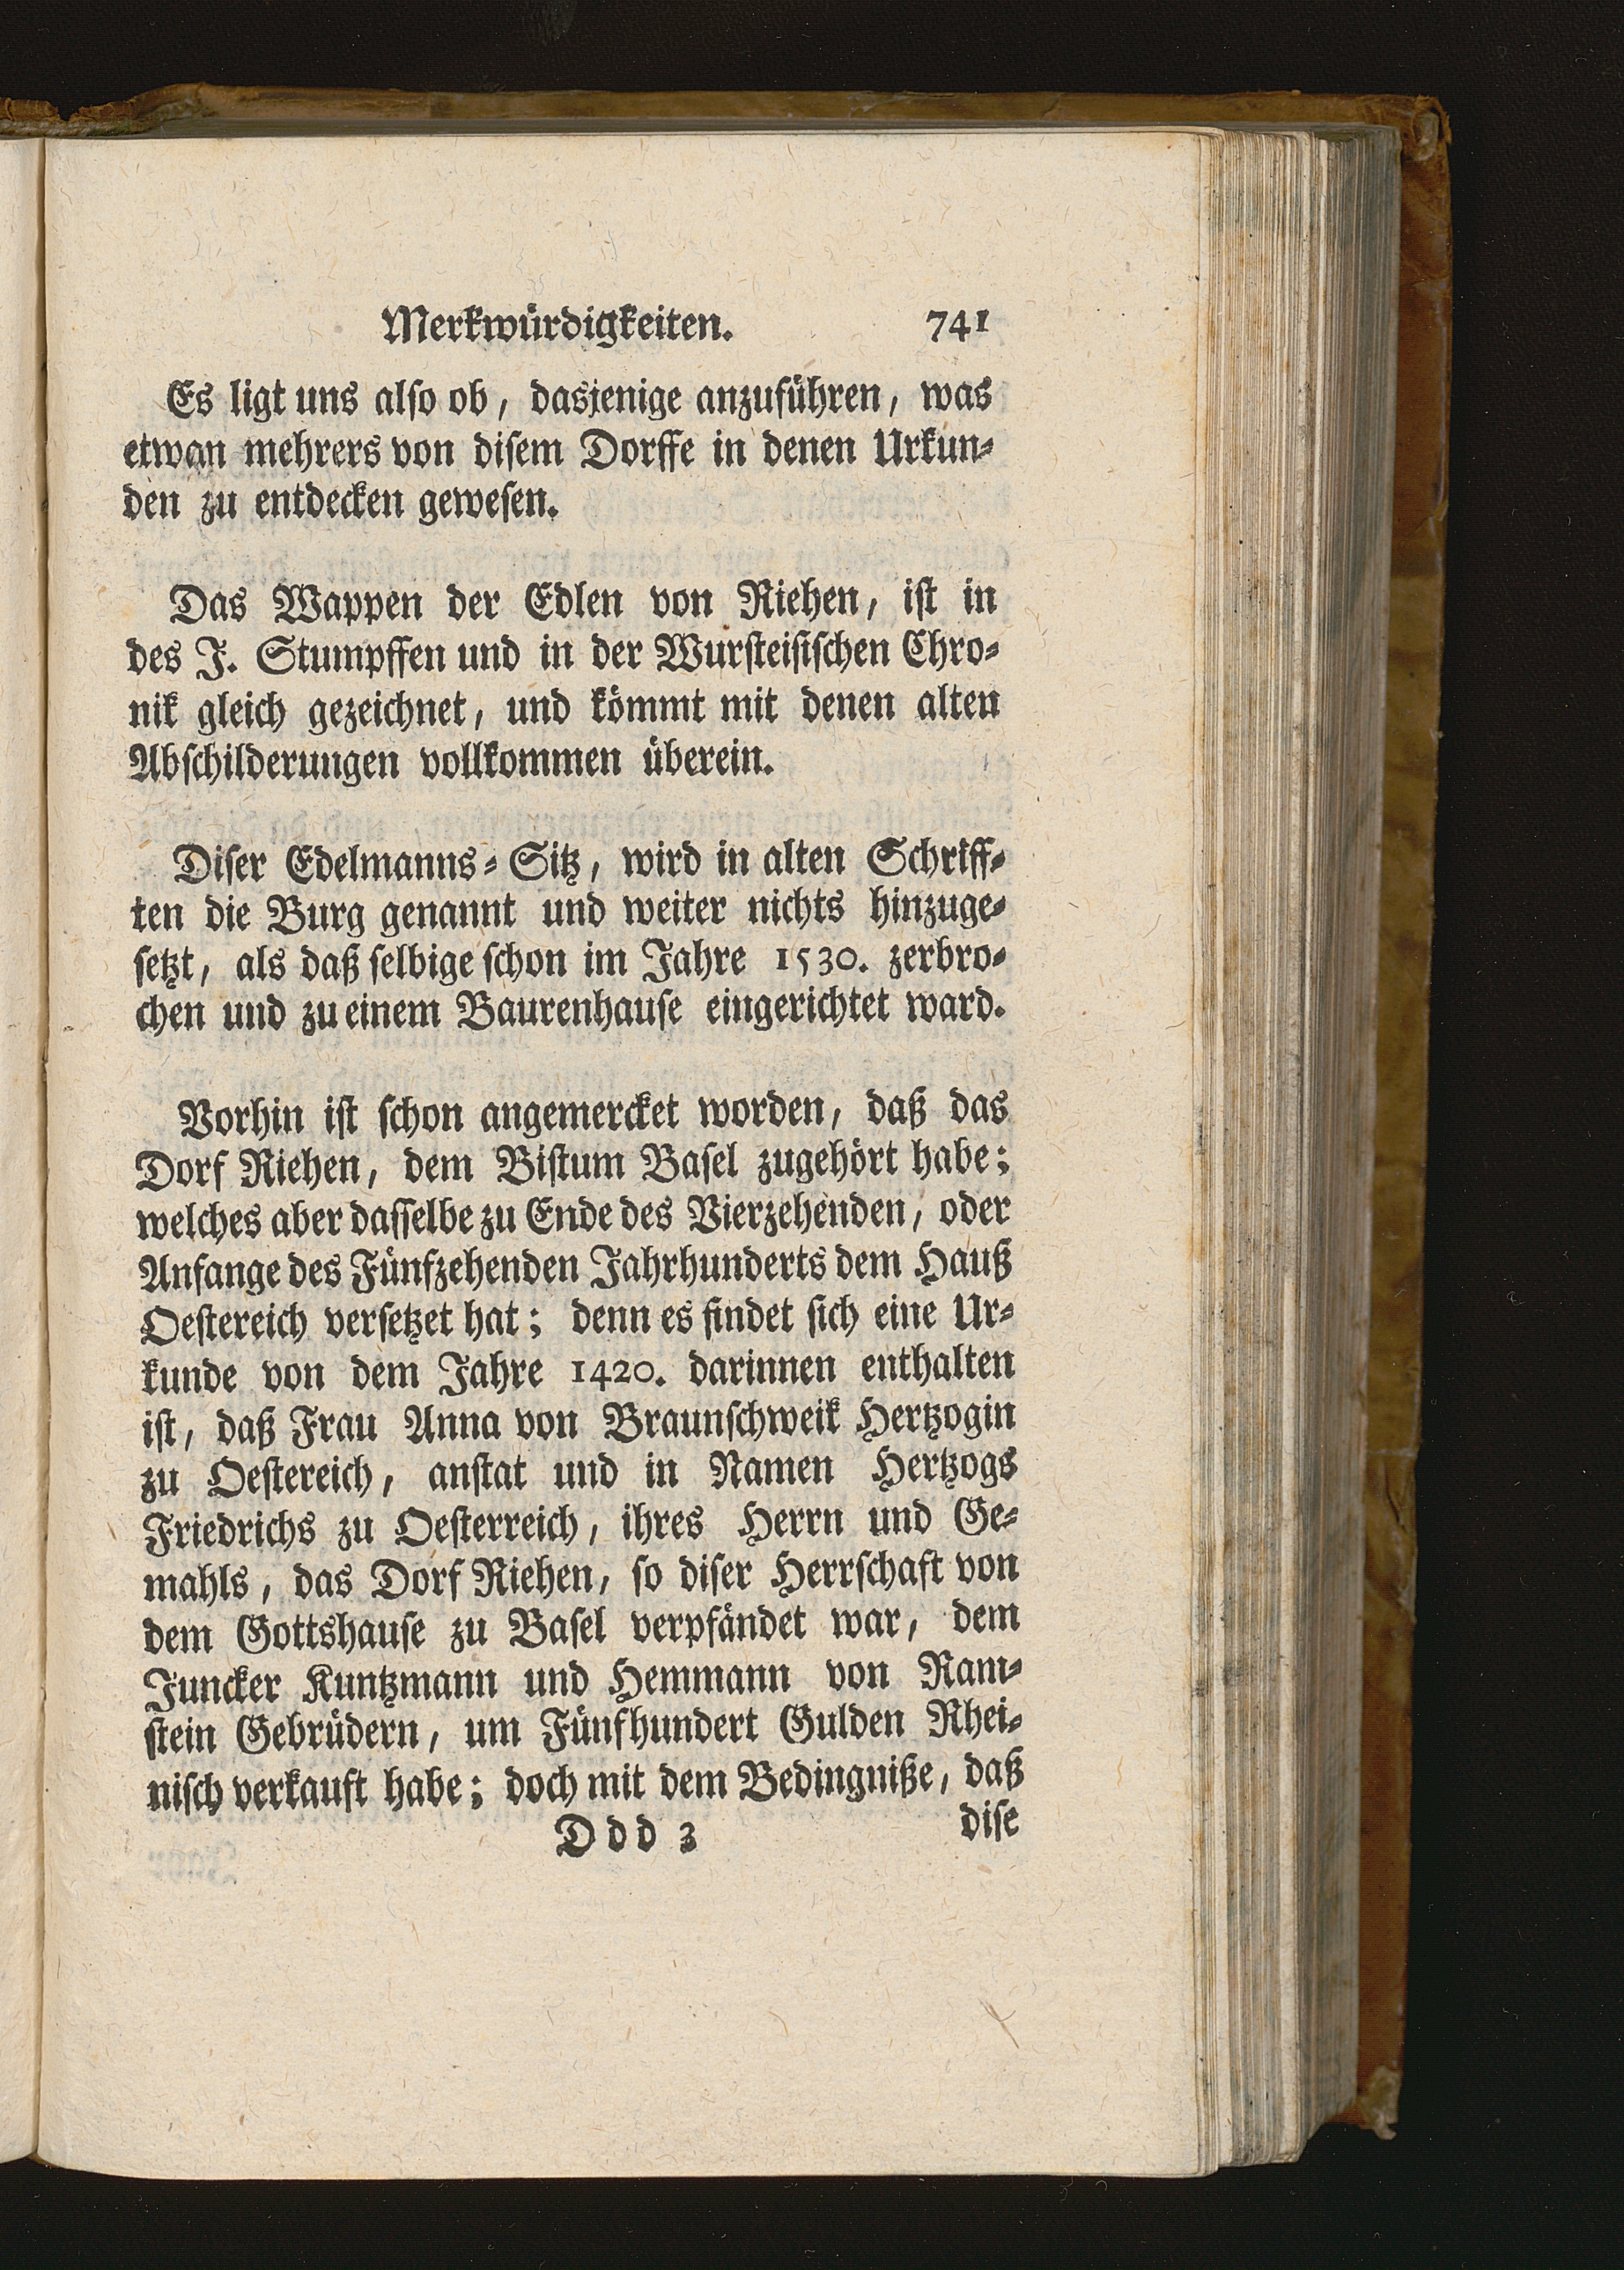 Merkwürdigkeiten. 741
Es ligt uns also ob, dasjenige anzuführen, was
etwan mehrers von disem Dorffe in denen Urkun-
den zu entdecken gewesen.
Das Wappen der Edlen von Riehen, ist in
des J. Stumpffen und in der Wursteisischen Chro-
nik gleich gezeichnet, und kömmt mit denen alten
Abschilderungen vollkommen überein.
Diser Edelmanns-Sitz, wird in alten Schriff-
ten die Burg genannt und weiter nichts hinzuge-
setzt, als daß selbige schon im Jahre 1530. zerbro-
chen und zu einem Baurenhause eingerichtet ward.
Vorhin ist schon angemercket worden, daß das
Dorf Riehen, dem Bistum Basel zugehört habe;
welches aber dasselbe zu Ende des Vierzehenden, oder
Anfange des Fünfzehenden Jahrhunderts dem Hauß
Oestereich versetzet hat; denn es findet sich eine Ur-
kunde von dem Jahre 1420. darinnen enthalten
ist, daß Frau Anna von Braunschweik Hertzogin
zu Oestereich, anstat und in Namen Hertzogs
Friedrichs zu Oesterreich, ihres Herrn und Ge-
mahls, das Dorf Riehen, so diser Herrschaft von
dem Gottshause zu Basel verpfändet war, dem
Juncker Kuntzmann und Hemmann von Ram-
stein Gebrüdern, um Fünfhundert Gulden Rhei-
nisch verkauft habe; doch mit dem Bedingniße, daß
Ddd 3 dise